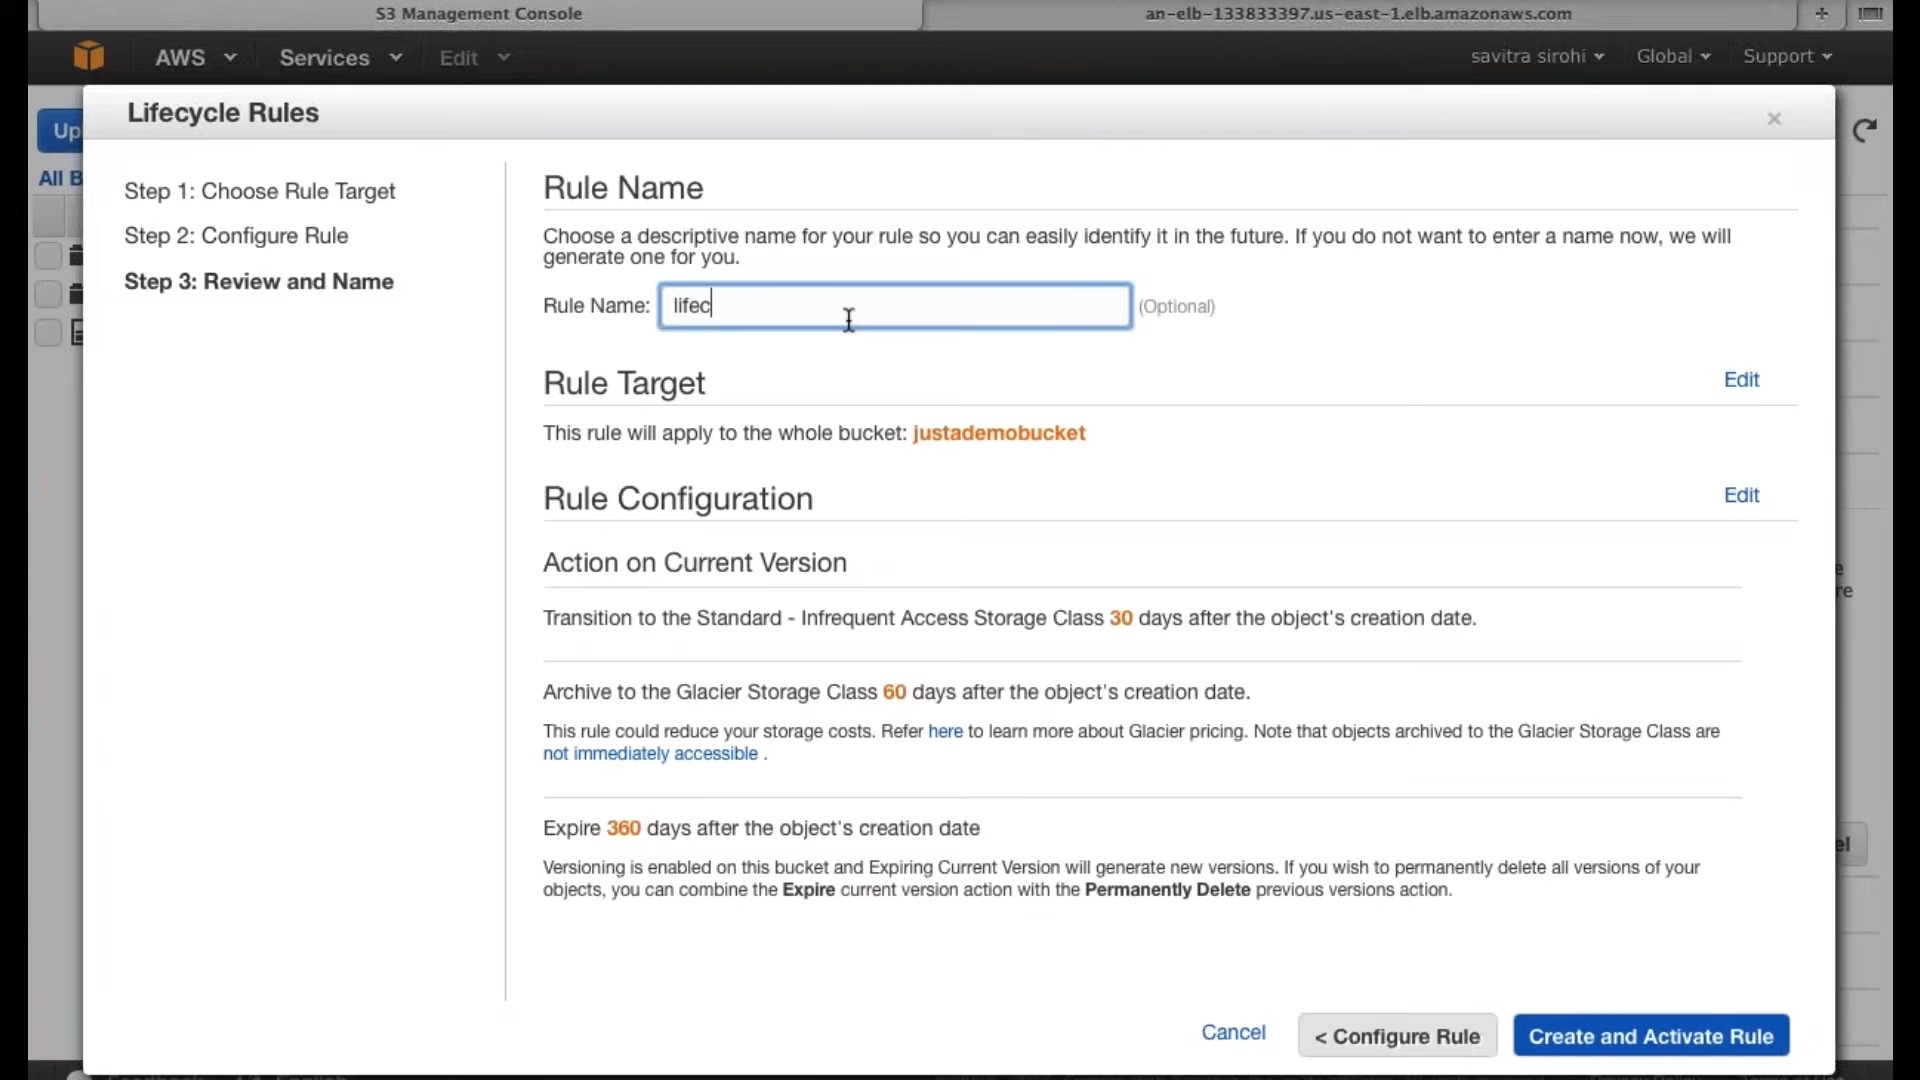 S3 Management Console
an-elb-133833397.us-east-1.elb.amazonaws.com
AWS
Services
Edit
savitra sirohi
Global
Support
Up
All B
Lifecycle Rules
Step 1: Choose Rule Target
Step 2: Configure Rule
Step 3: Review and Name
Rule Name
Choose a descriptive name for your rule so you can easily identify it in the future. If you do not want to enter a name now, we will
generate one for you.
Rule Name: lifec (Optional)
Rule Target
Edit
This rule will apply to the whole bucket: justademobucket
Rule Configuration
Edit
Action on Current Version
Transition to the Standard - Infrequent Access Storage Class 30 days after the object's creation date.
Archive to the Glacier Storage Class 60 days after the object's creation date.
This rule could reduce your storage costs. Refer here to learn more about Glacier pricing. Note that objects archived to the Glacier Storage Class are
not immediately accessible .
Expire 360 days after the object's creation date
Versioning is enabled on this bucket and Expiring Current Version will generate new versions. If you wish to permanently delete all versions of your
objects, you can combine the Expire current version action with the Permanently Delete previous versions action.
e
re
el
Cancel
< Configure Rule
Create and Activate Rule